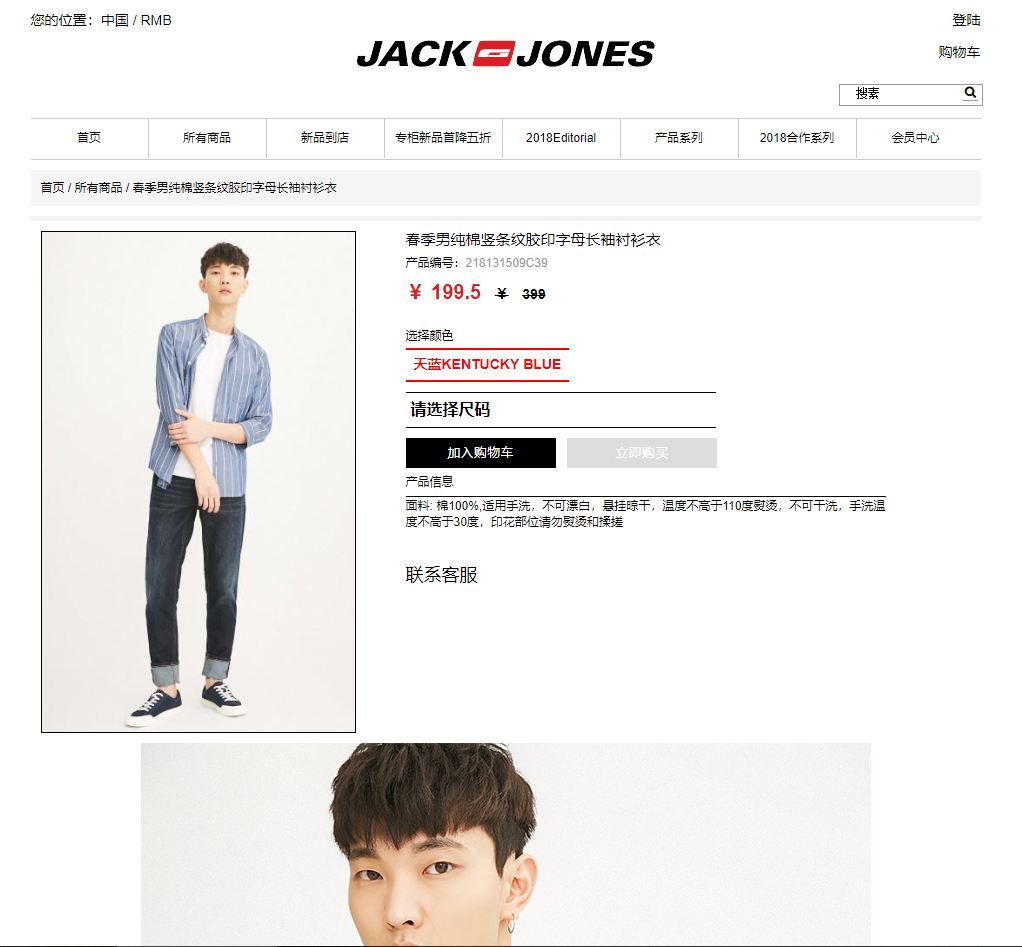 您的位置：中国 / RMB
登陆
JACK JONES
购物车
搜素
首页
所有商品
新品到店
专柜新品首降五折
2018Editorial
产品系列
2018合作系列
会员中心
首页 / 所有商品 / 春季男纯棉竖条纹胶印字母长袖衬衫衣
春季男纯棉竖条纹胶印字母长袖衬衫衣
产品编号：218131509C39
¥ 199.5 ¥ 399
选择颜色
天蓝KENTUCKY BLUE
请选择尺码
加入购物车
立即购买
产品信息
面料: 棉100%,适用手洗，不可漂白，悬挂晾干，温度不高于110度熨烫，不可干洗，手洗温
度不高于30度，印花部位请勿熨烫和揉搓
联系客服